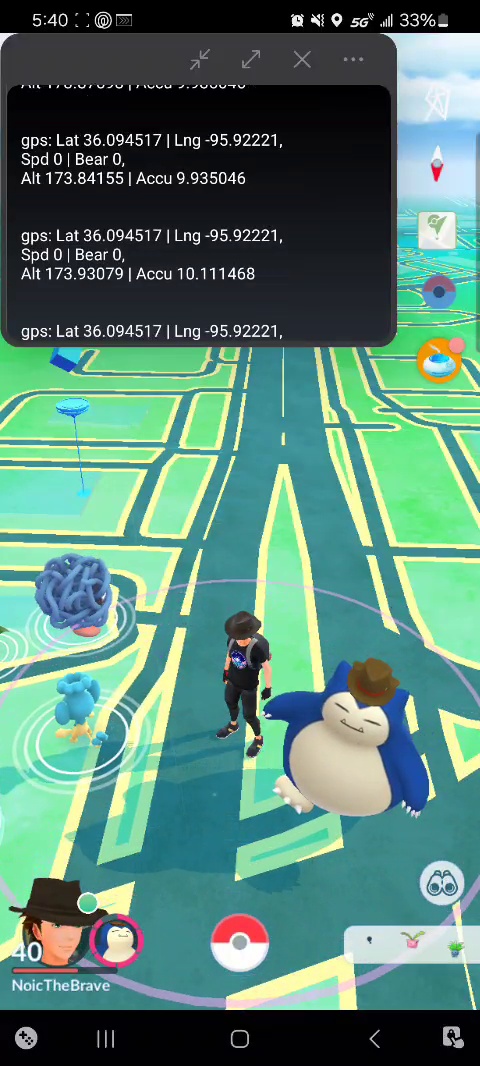 5:40
5G
33%
gps: Lat 36.094517 | Lng -95.92221,
Spd 0 | Bear 0,
Alt 173.84155 | Accu 9.935046
gps: Lat 36.094517 | Lng -95.92221,
Spd 0 | Bear 0,
Alt 173.93079 | Accu 10.111468
gps: Lat 36.094517 | Lng -95.92221,
40
NoicTheBrave